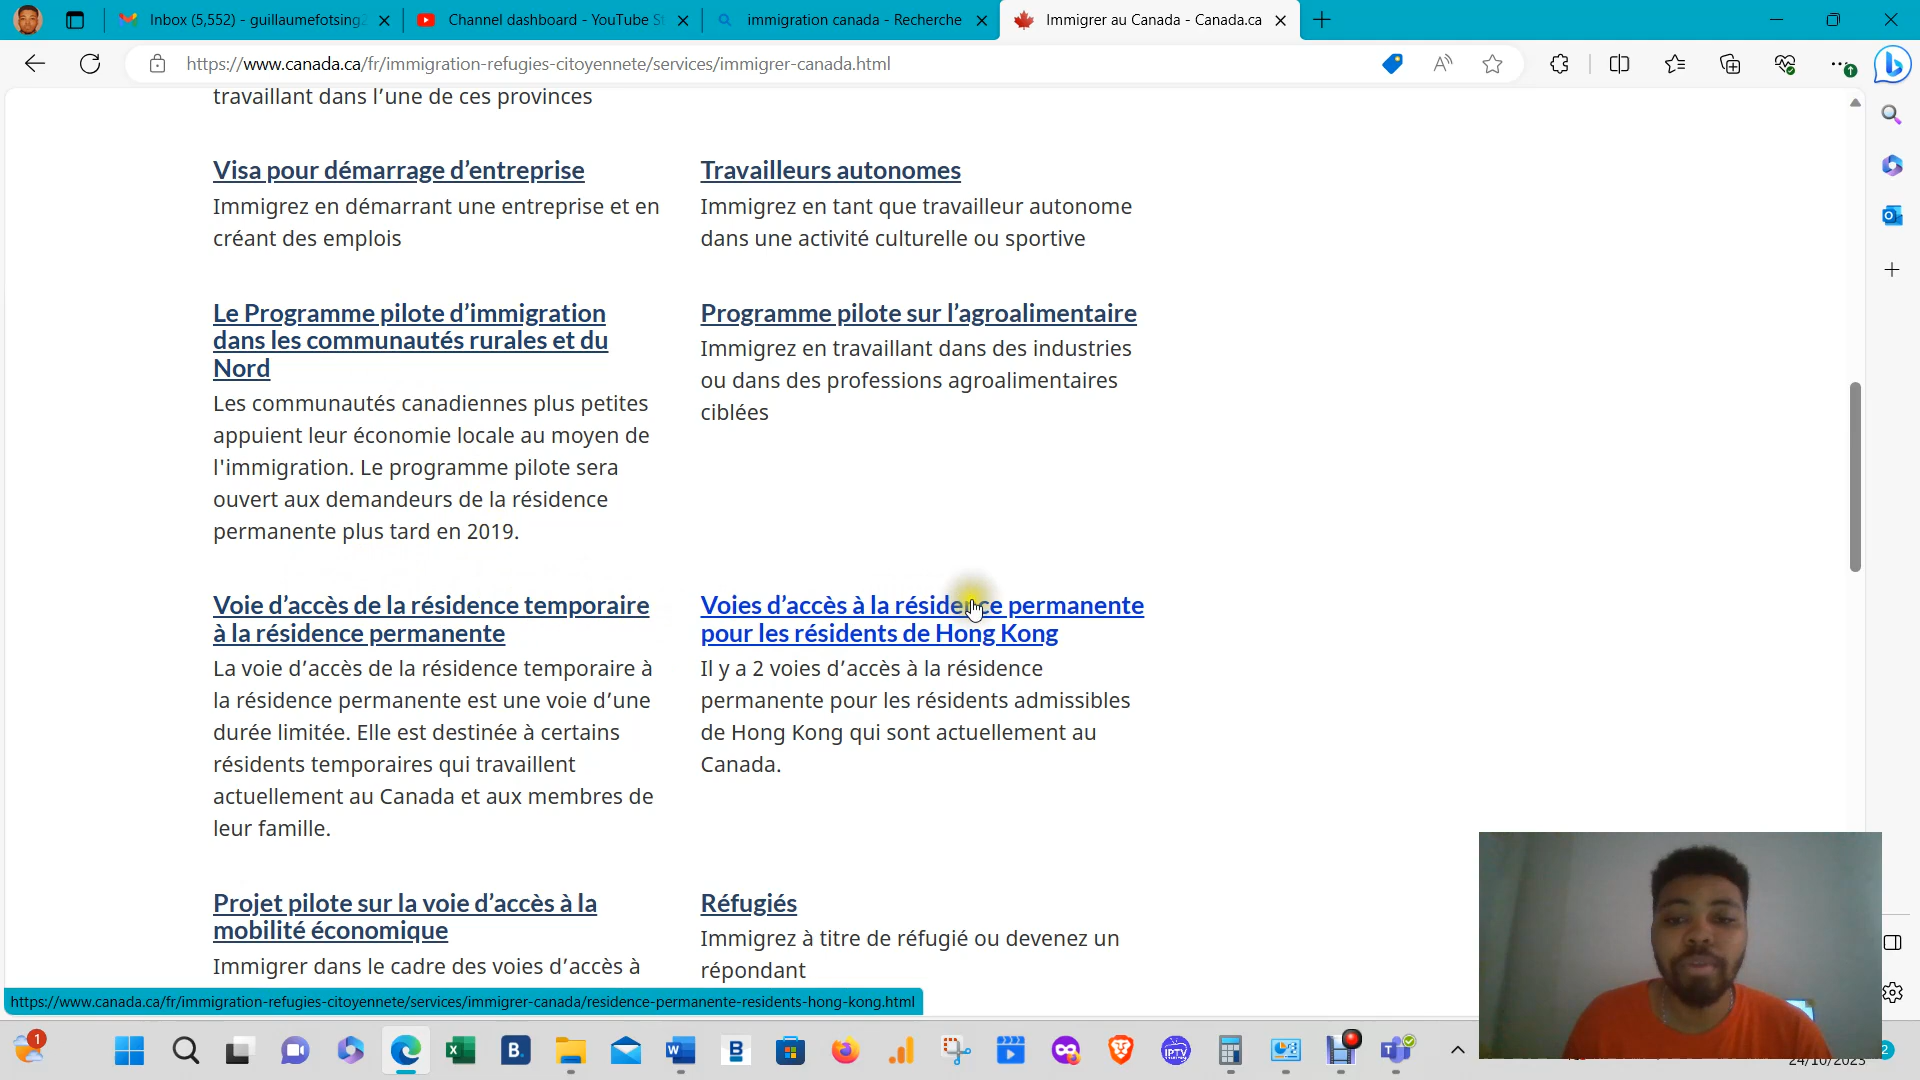 Inbox (5,552) - guillaumefotsing2
Channel dashboard - YouTube St
immigration canada - Recherche
Immigrer au Canada - Canada.ca
https://www.canada.ca/fr/immigration-refugies-citoyennete/services/immigrer-canada.html
travaillant dans l’une de ces provinces
Visa pour démarrage d’entreprise
Immigrez en démarrant une entreprise et en
créant des emplois
Travailleurs autonomes
Immigrez en tant que travailleur autonome
dans une activité culturelle ou sportive
Le Programme pilote d’immigration
dans les communautés rurales et du
Nord
Les communautés canadiennes plus petites
appuient leur économie locale au moyen de
l'immigration. Le programme pilote sera
ouvert aux demandeurs de la résidence
permanente plus tard en 2019.
Programme pilote sur l’agroalimentaire
Immigrez en travaillant dans des industries
ou dans des professions agroalimentaires
ciblées
Voie d’accès de la résidence temporaire
à la résidence permanente
La voie d’accès de la résidence temporaire à
la résidence permanente est une voie d’une
durée limitée. Elle est destinée à certains
résidents temporaires qui travaillent
actuellement au Canada et aux membres de
leur famille.
Voies d’accès à la résidence permanente
pour les résidents de Hong Kong
Il y a 2 voies d’accès à la résidence
permanente pour les résidents admissibles
de Hong Kong qui sont actuellement au
Canada.
Projet pilote sur la voie d’accès à la
mobilité économique
Immigrer dans le cadre des voies d’accès à
Réfugiés
Immigrez à titre de réfugié ou devenez un
répondant
https://www.canada.ca/fr/immigration-refugies-citoyennete/services/immigrer-canada/residence-permanente-residents-hong-kong.html
1
B.
B
IPTV
24/10/2023
2